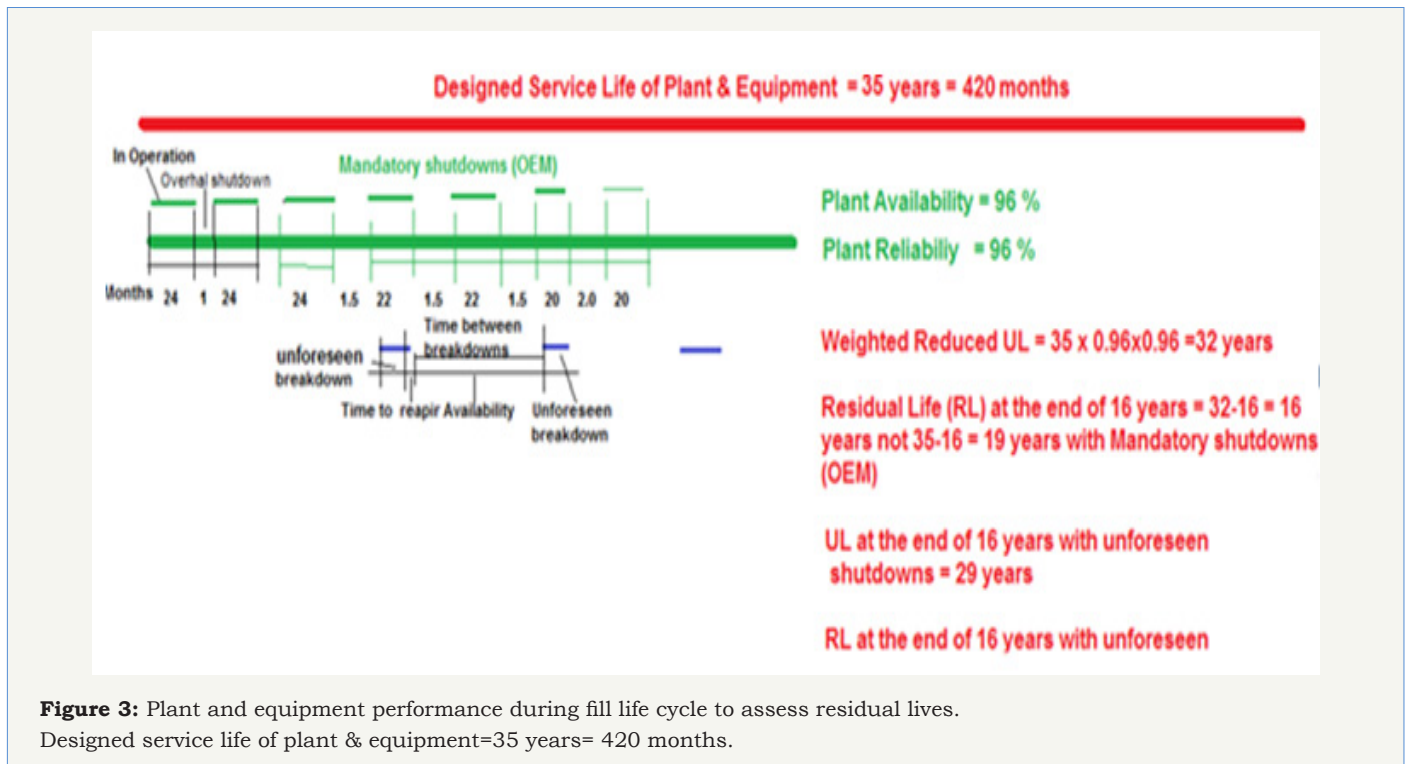 Designed Service Life of Plant & Equipment = 35 years = 420 months
In Operation
Overhal shutdown
Mandatory shutdowns (OEM)
Plant Availability = 96 %
Plant Reliabiliy = 96 %
Months 24 1 24 24 1.5 22 1.5 22 1.5 20 2.0 20
Time between
breakdowns
unforeseen
breakdown
Time to reapir Availability
Unforeseen
breakdown
Weighted Reduced UL = 35 x 0.96x0.96 =32 years
Residual Life (RL) at the end of 16 years = 32-16 = 16
years not 35-16 = 19 years with Mandatory shutdowns
(OEM)
UL at the end of 16 years with unforeseen
shutdowns = 29 years
RL at the end of 16 years with unforeseen
Figure 3: Plant and equipment performance during fill life cycle to assess residual lives.
Designed service life of plant & equipment=35 years= 420 months.